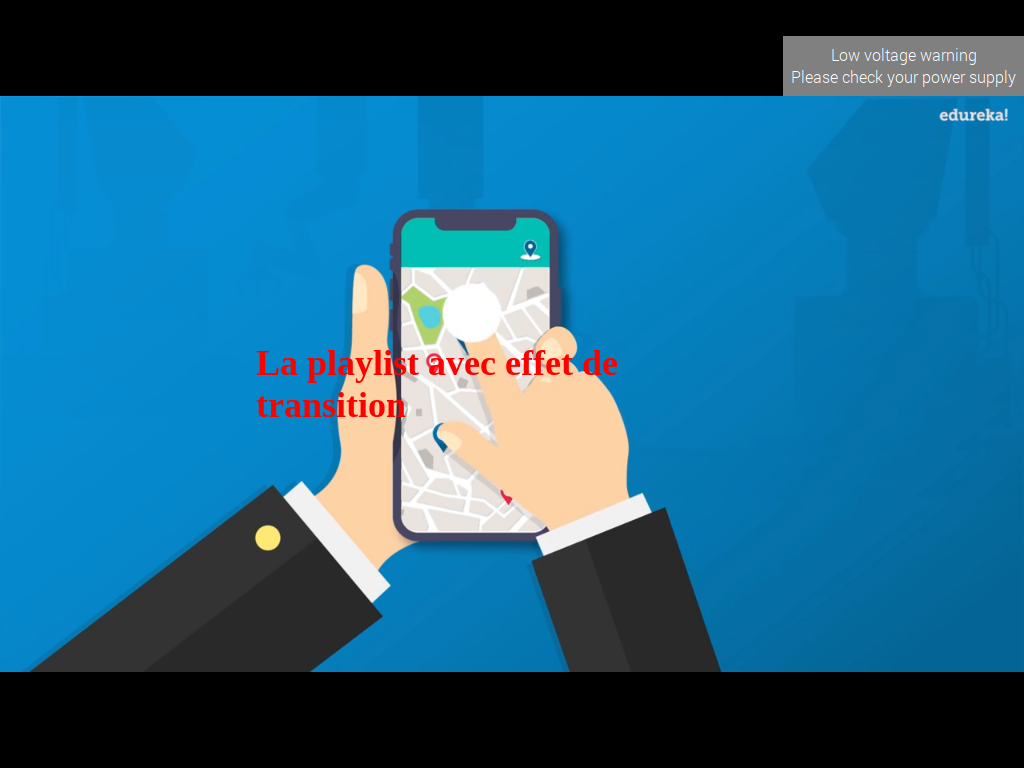 Low voltage warning
Please check your power supply
edureka!
La playlist avec effet de
transition